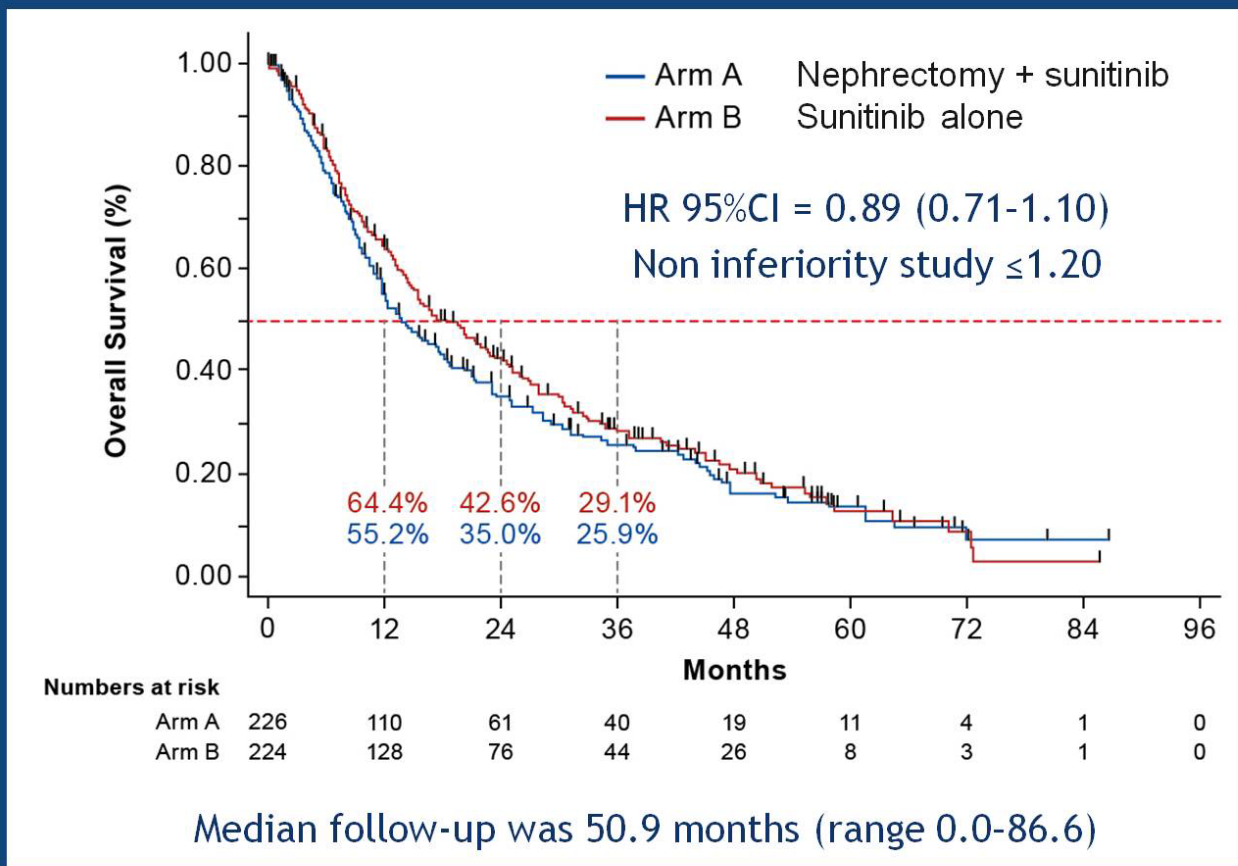 Arm A Nephrectomy + sunitinib
Arm B Sunitinib alone
HR 95%CI = 0.89 (0.71-1.10)
Non inferiority study ≤1.20
Overall Survival (%)
1.00
0.80
0.60
0.40
0.20
0.00
64.4% 42.6% 29.1%
55.2% 35.0% 25.9%
0 12 24 36 48 60 72 84 96
Months
Numbers at risk
Arm A 226 110 61 40 19 11 4 1 0
Arm B 224 128 76 44 26 8 3 1 0
Median follow-up was 50.9 months (range 0.0-86.6)